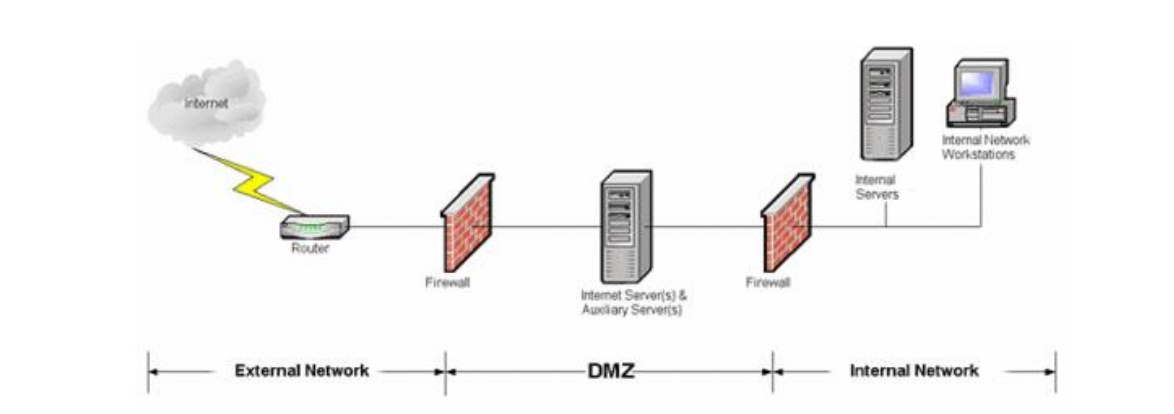 Internet
Router
Firewall
Internet Server(s) &
Auxiliary Server(s)
Firewall
Internal
Servers
Internal Network
Workstations
External Network
DMZ
Internal Network